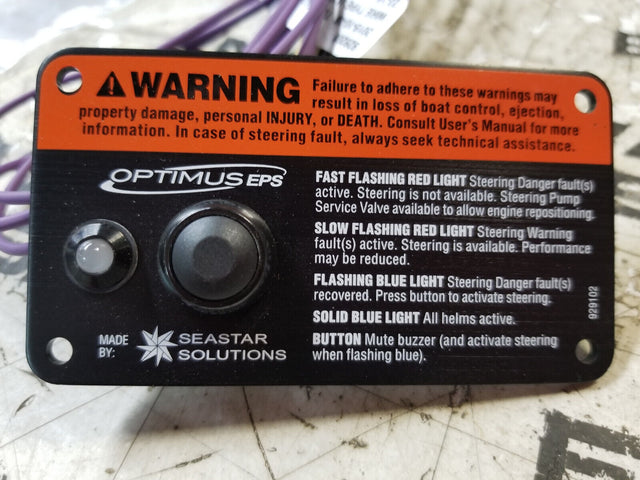 WARNING
Failure to adhere to these warnings may
result in loss of boat control, ejection,
property damage, personal INJURY, or DEATH. Consult User's Manual for more
information. In case of steering fault, always seek technical assistance.
OPTIMUS EPS
FAST FLASHING RED LIGHT Steering Danger fault(s)
active. Steering is not available. Steering Pump
Service Valve available to allow engine repositioning.
SLOW FLASHING RED LIGHT Steering Warning
fault(s) active. Steering is available. Performance
may be reduced.
FLASHING BLUE LIGHT Steering Danger fault(s)
recovered. Press button to activate steering.
SOLID BLUE LIGHT All helms active.
BUTTON Mute buzzer (and activate steering
when flashing blue).
MADE
BY:
SEASTAR
SOLUTIONS
929102